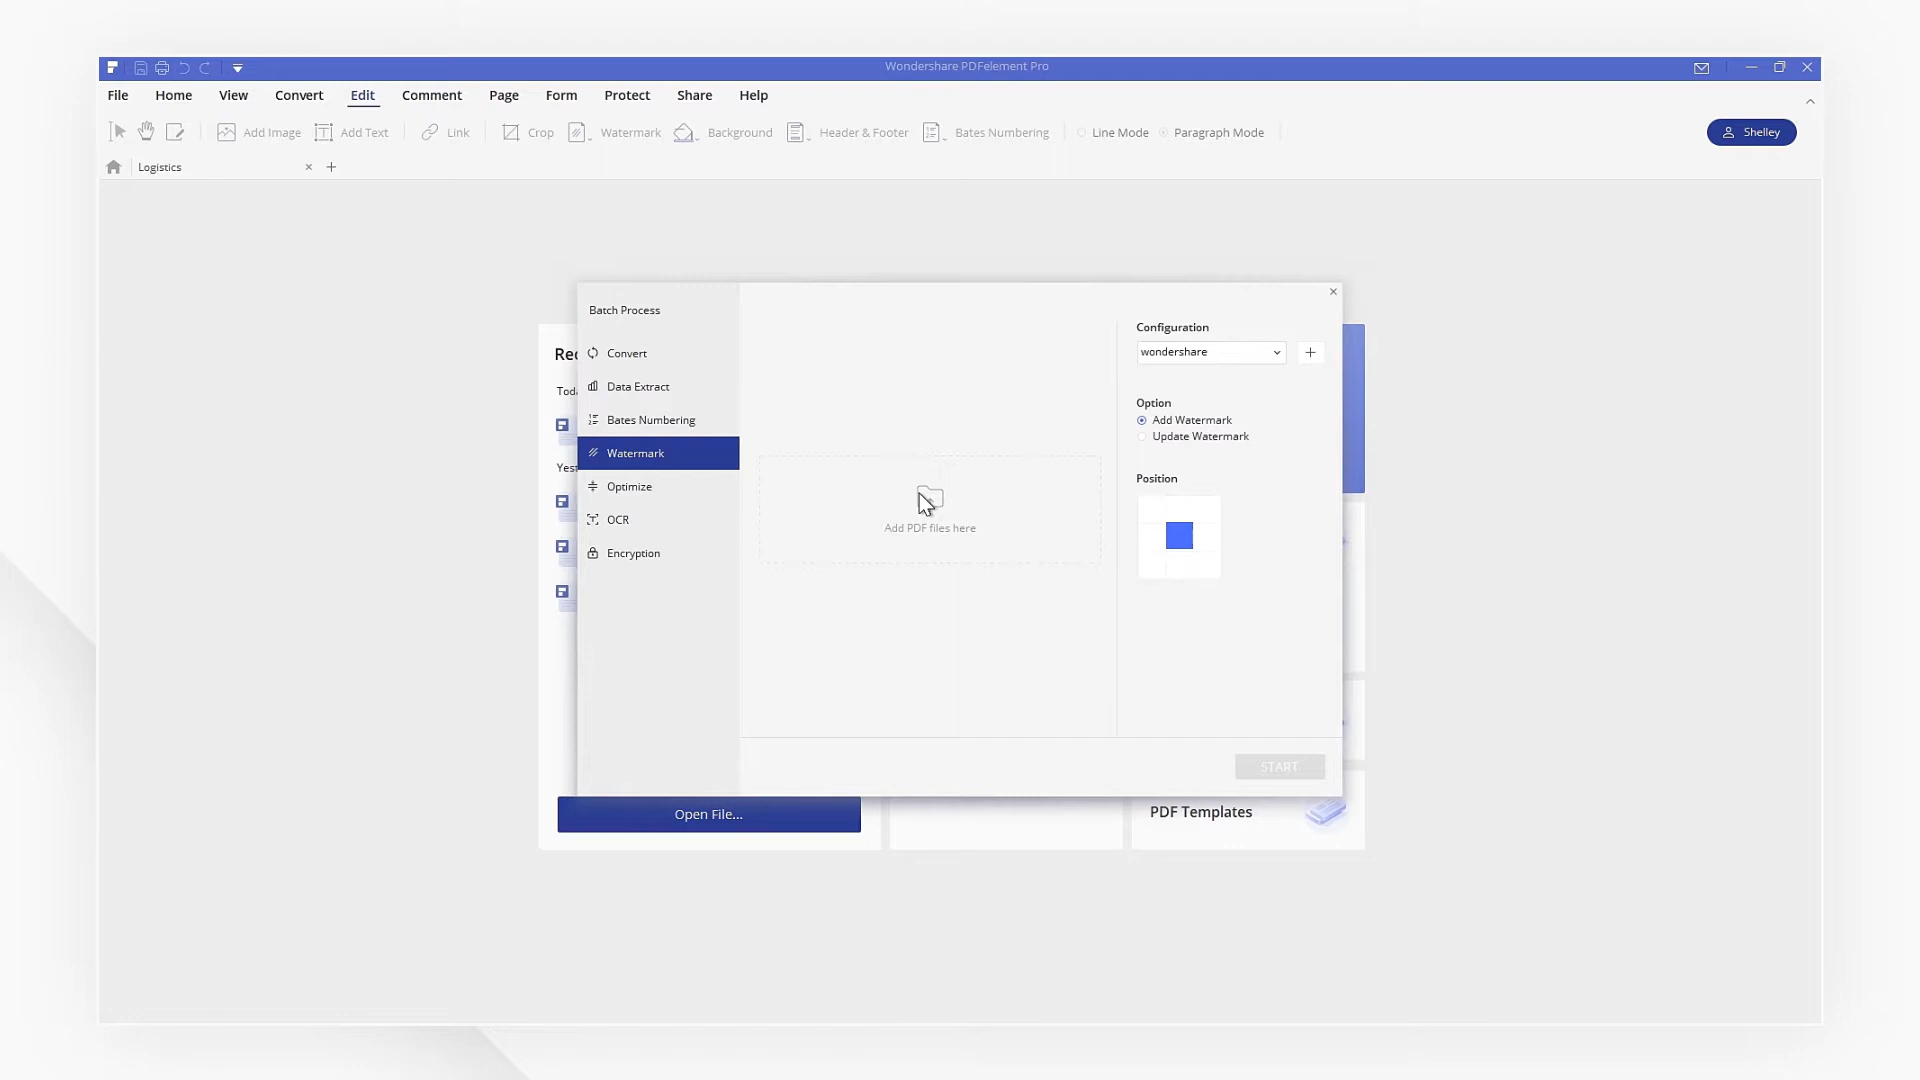 Wondershare PDFelement Pro
File Home View Convert Edit Comment Page Form Protect Share Help
Add Image Add Text Link Crop Watermark Background Header & Footer Bates Numbering Line Mode Paragraph Mode Shelley
Logistics
Batch Process
Convert
Data Extract
Bates Numbering
Watermark
Optimize
OCR
Encryption
Add PDF files here
Configuration
wondershare
Option
Add Watermark
Update Watermark
Position
START
Open File...
PDF Templates